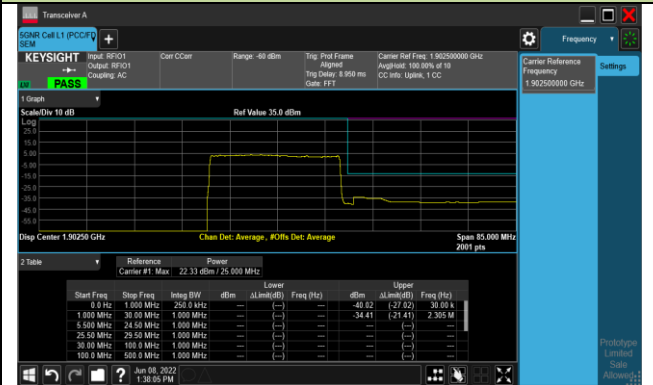 Transceiver A
5GNR Cell L1 (PCC/FD
SEM
+
Frequency
KEYSIGHT
Input: RFIO1
Output: RFIO1
Coupling: AC
Corr CCorr
Range: -60 dBm
Trig: Prot Frame
Aligned
Trig Delay: 8.950 ms
Gate: FFT
Carrier Ref Freq: 1.902500000 GHz
Avg|Hold: 100.00% of 10
CC Info: Uplink, 1 CC
PASS
Carrier Reference
Frequency
1.902500000 GHz
Settings
1 Graph
Scale/Div 10 dB
Ref Value 35.0 dBm
Log
25.0
15.0
5.00
-5.00
-15.0
-25.0
-35.0
-45.0
-55.0
Disp Center 1.90250 GHz
Chan Det: Average , #Offs Det: Average
Span 85.000 MHz
2001 pts
2 Table
Reference Power
Carrier #1: Max 22.33 dBm / 25.000 MHz
Lower Upper
Start Freq Stop Freq Integ BW dBm ΔLimit(dB) Freq (Hz) dBm ΔLimit(dB) Freq (Hz)
0.0 Hz 1.000 MHz 250.0 kHz --- (---) --- -40.02 (-27.02) 30.00 k
1.000 MHz 30.00 MHz 1.000 MHz --- (---) --- -34.41 (-21.41) 2.305 M
5.500 MHz 24.50 MHz 1.000 MHz --- (---) --- --- (---) ---
25.50 MHz 29.50 MHz 1.000 MHz --- (---) --- --- (---) ---
30.00 MHz 100.0 MHz 1.000 MHz --- (---) --- --- (---) ---
100.0 MHz 500.0 MHz 1.000 MHz --- (---) --- --- (---) ---
Prototype
Limited
Sale
Allowed
Jun 08, 2022
1:38:05 PM
?